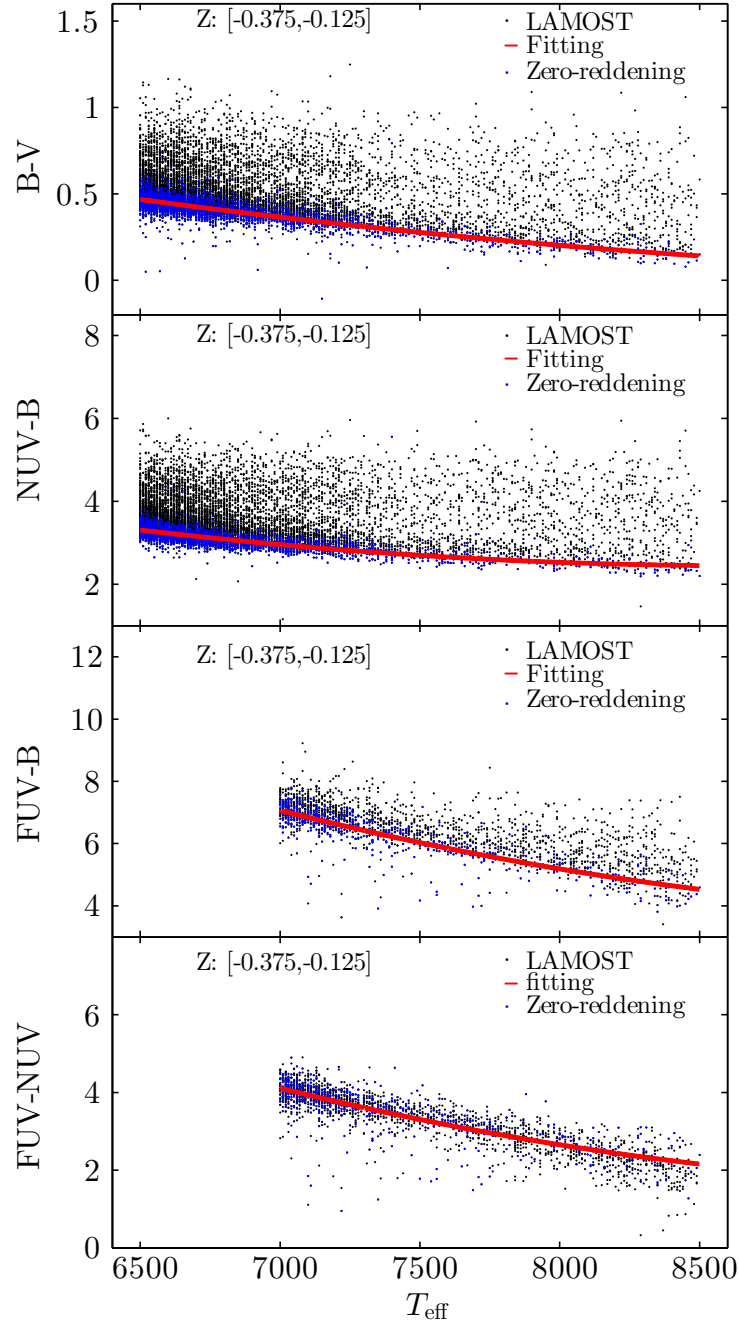 1.5
1
0.5
0
B-V
Z: [-0.375,-0.125]
LAMOST
Fitting
Zero-reddening
8
6
4
2
NUV-B
Z: [-0.375,-0.125]
LAMOST
Fitting
Zero-reddening
12
10
8
6
4
FUV-B
Z: [-0.375,-0.125]
LAMOST
Fitting
Zero-reddening
6
4
2
0
FUV-NUV
Z: [-0.375,-0.125]
LAMOST
fitting
Zero-reddening
6500 7000 7500 8000 8500
T_eff